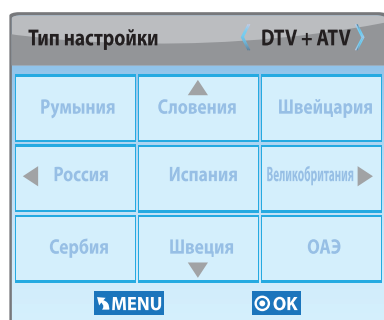 Тип настройки DTV + ATV
Румыния Словения Швейцария
Россия Испания Великобритания
Сербия Швеция ОАЭ
MENU OK